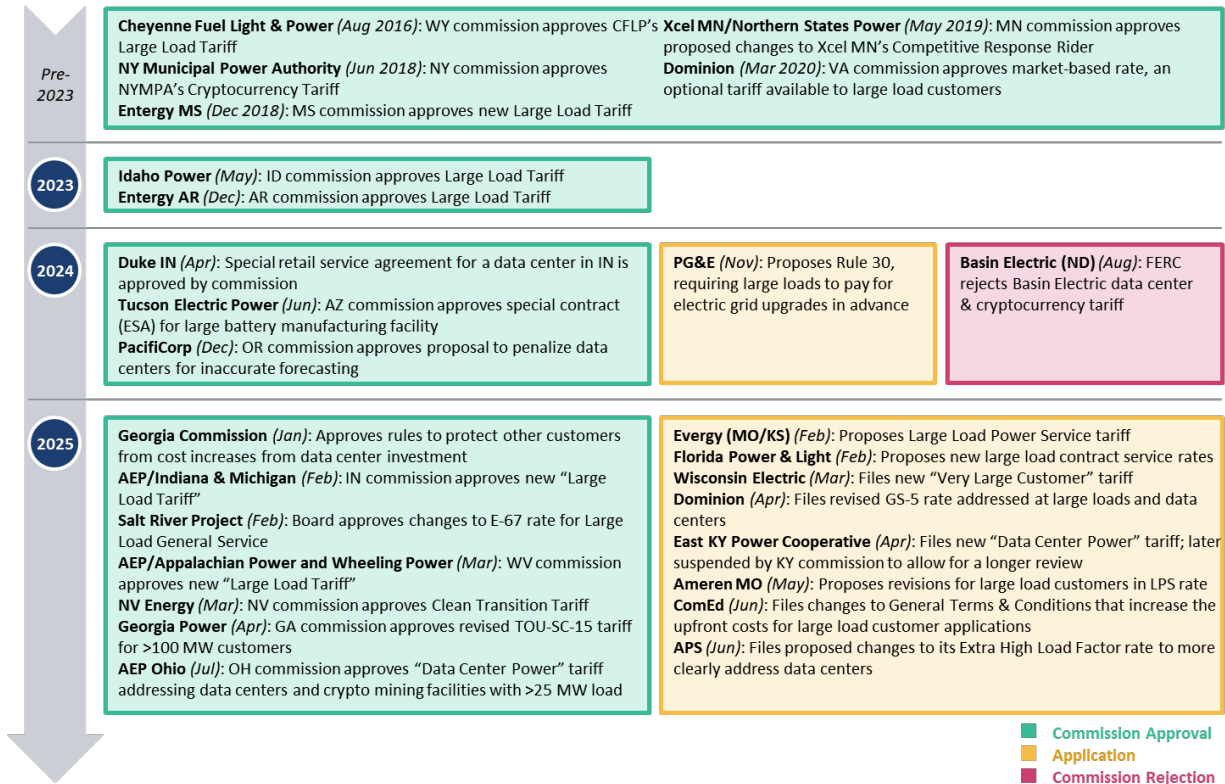 Pre-
2023
Cheyenne Fuel Light & Power (Aug 2016): WY commission approves CFLP's
Large Load Tariff
NY Municipal Power Authority (Jun 2018): NY commission approves
NYMPA's Cryptocurrency Tariff
Entergy MS (Dec 2018): MS commission approves new Large Load Tariff
Xcel MN/Northern States Power (May 2019): MN commission approves
proposed changes to Xcel MN's Competitive Response Rider
Dominion (Mar 2020): VA commission approves market-based rate, an
optional tariff available to large load customers
2023
Idaho Power (May): ID commission approves Large Load Tariff
Entergy AR (Dec): AR commission approves Large Load Tariff
2024
Duke IN (Apr): Special retail service agreement for a data center in IN is
approved by commission
Tucson Electric Power (Jun): AZ commission approves special contract
(ESA) for large battery manufacturing facility
PacifiCorp (Dec): OR commission approves proposal to penalize data
centers for inaccurate forecasting
PG&E (Nov): Proposes Rule 30,
requiring large loads to pay for
electric grid upgrades in advance
Basin Electric (ND) (Aug): FERC
rejects Basin Electric data center
& cryptocurrency tariff
2025
Georgia Commission (Jan): Approves rules to protect other customers
from cost increases from data center investment
AEP/Indiana & Michigan (Feb): IN commission approves new "Large
Load Tariff"
Salt River Project (Feb): Board approves changes to E-67 rate for Large
Load General Service
AEP/Appalachian Power and Wheeling Power (Mar): WV commission
approves new "Large Load Tariff"
NV Energy (Mar): NV commission approves Clean Transition Tariff
Georgia Power (Apr): GA commission approves revised TOU-SC-15 tariff
for >100 MW customers
AEP Ohio (Jul): OH commission approves "Data Center Power" tariff
addressing data centers and crypto mining facilities with >25 MW load
Evergy (MO/KS) (Feb): Proposes Large Load Power Service tariff
Florida Power & Light (Feb): Proposes new large load contract service rates
Wisconsin Electric (Mar): Files new "Very Large Customer" tariff
Dominion (Apr): Files revised GS-5 rate addressed at large loads and data
centers
East KY Power Cooperative (Apr): Files new "Data Center Power" tariff; later
suspended by KY commission to allow for a longer review
Ameren MO (May): Proposes revisions for large load customers in LPS rate
ComEd (Jun): Files changes to General Terms & Conditions that increase the
upfront costs for large load customer applications
APS (Jun): Files proposed changes to its Extra High Load Factor rate to more
clearly address data centers
Commission Approval
Application
Commission Rejection